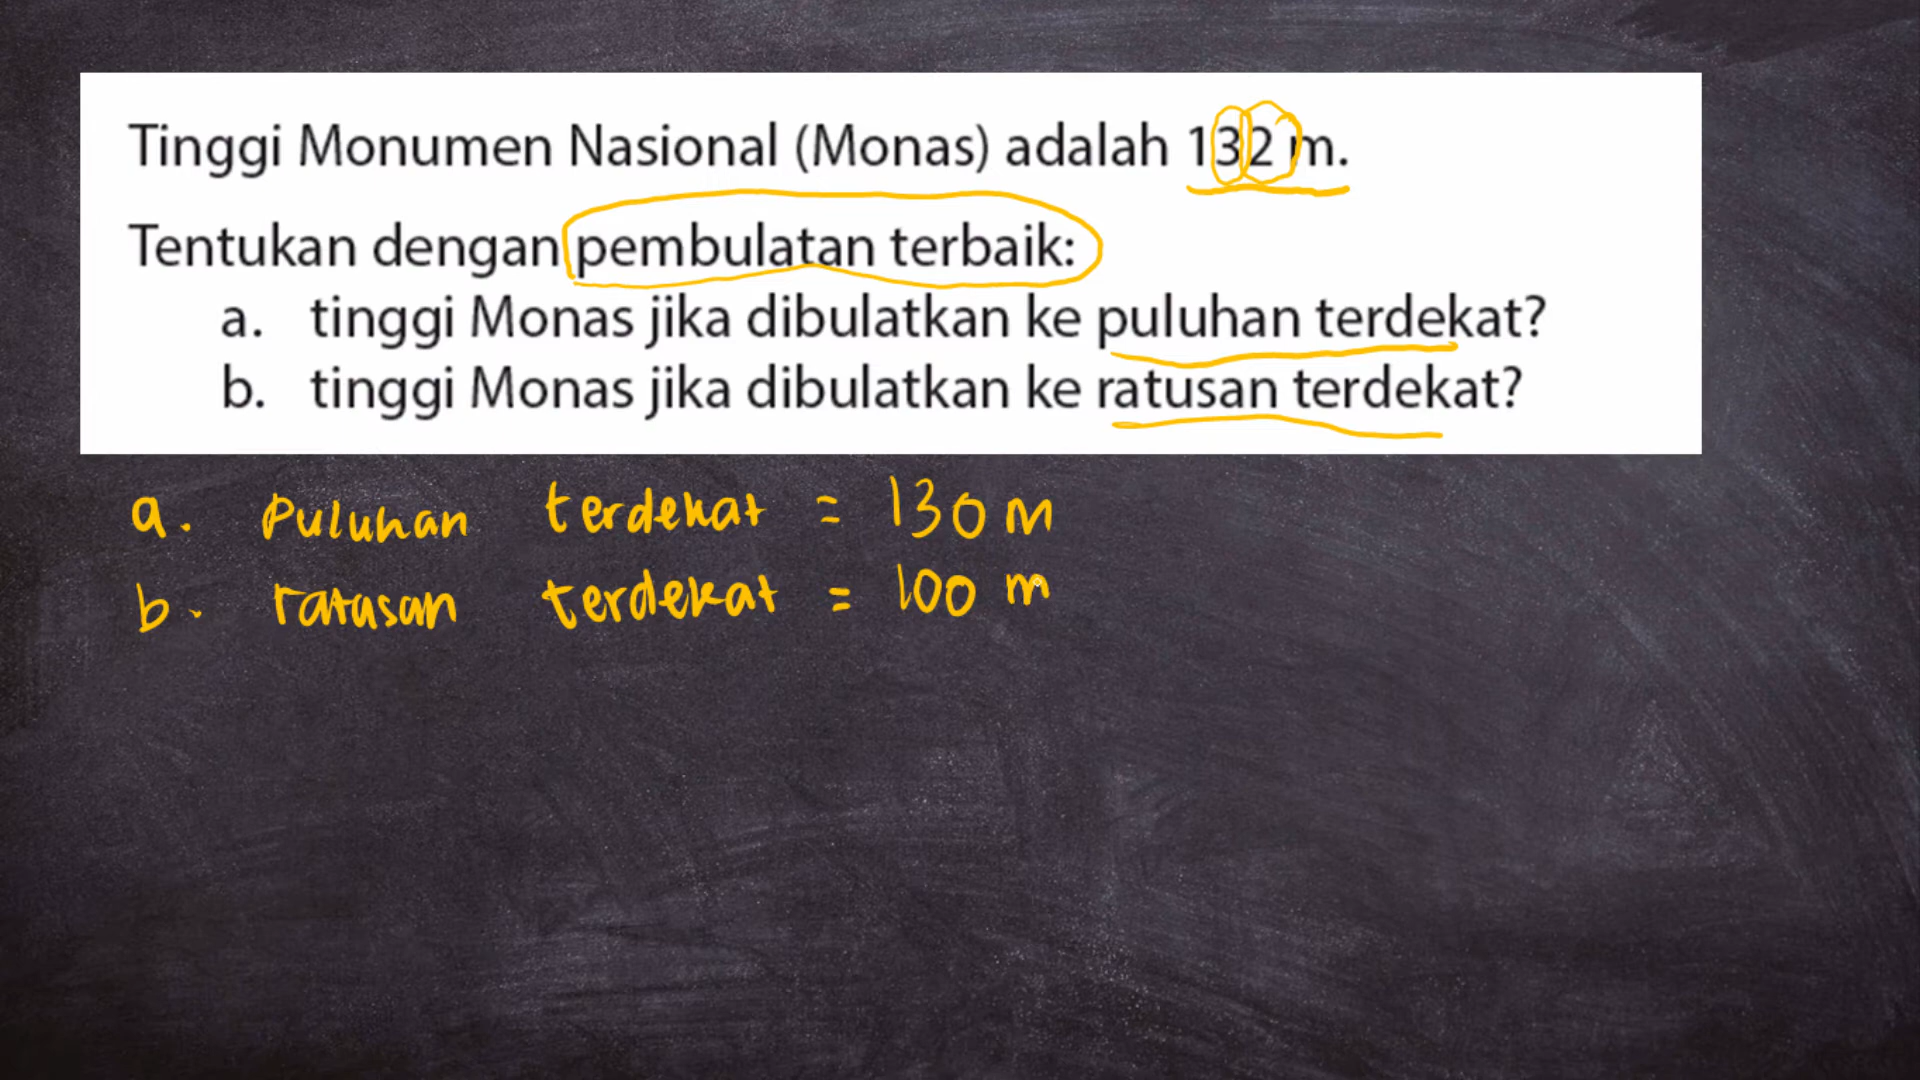 Tinggi Monumen Nasional (Monas) adalah 132 m.
Tentukan dengan pembulatan terbaik:
a. tinggi Monas jika dibulatkan ke puluhan terdekat?
b. tinggi Monas jika dibulatkan ke ratusan terdekat?
a. Puluhan terdekat = 130 m
b. ratusan terdekat = 100 m